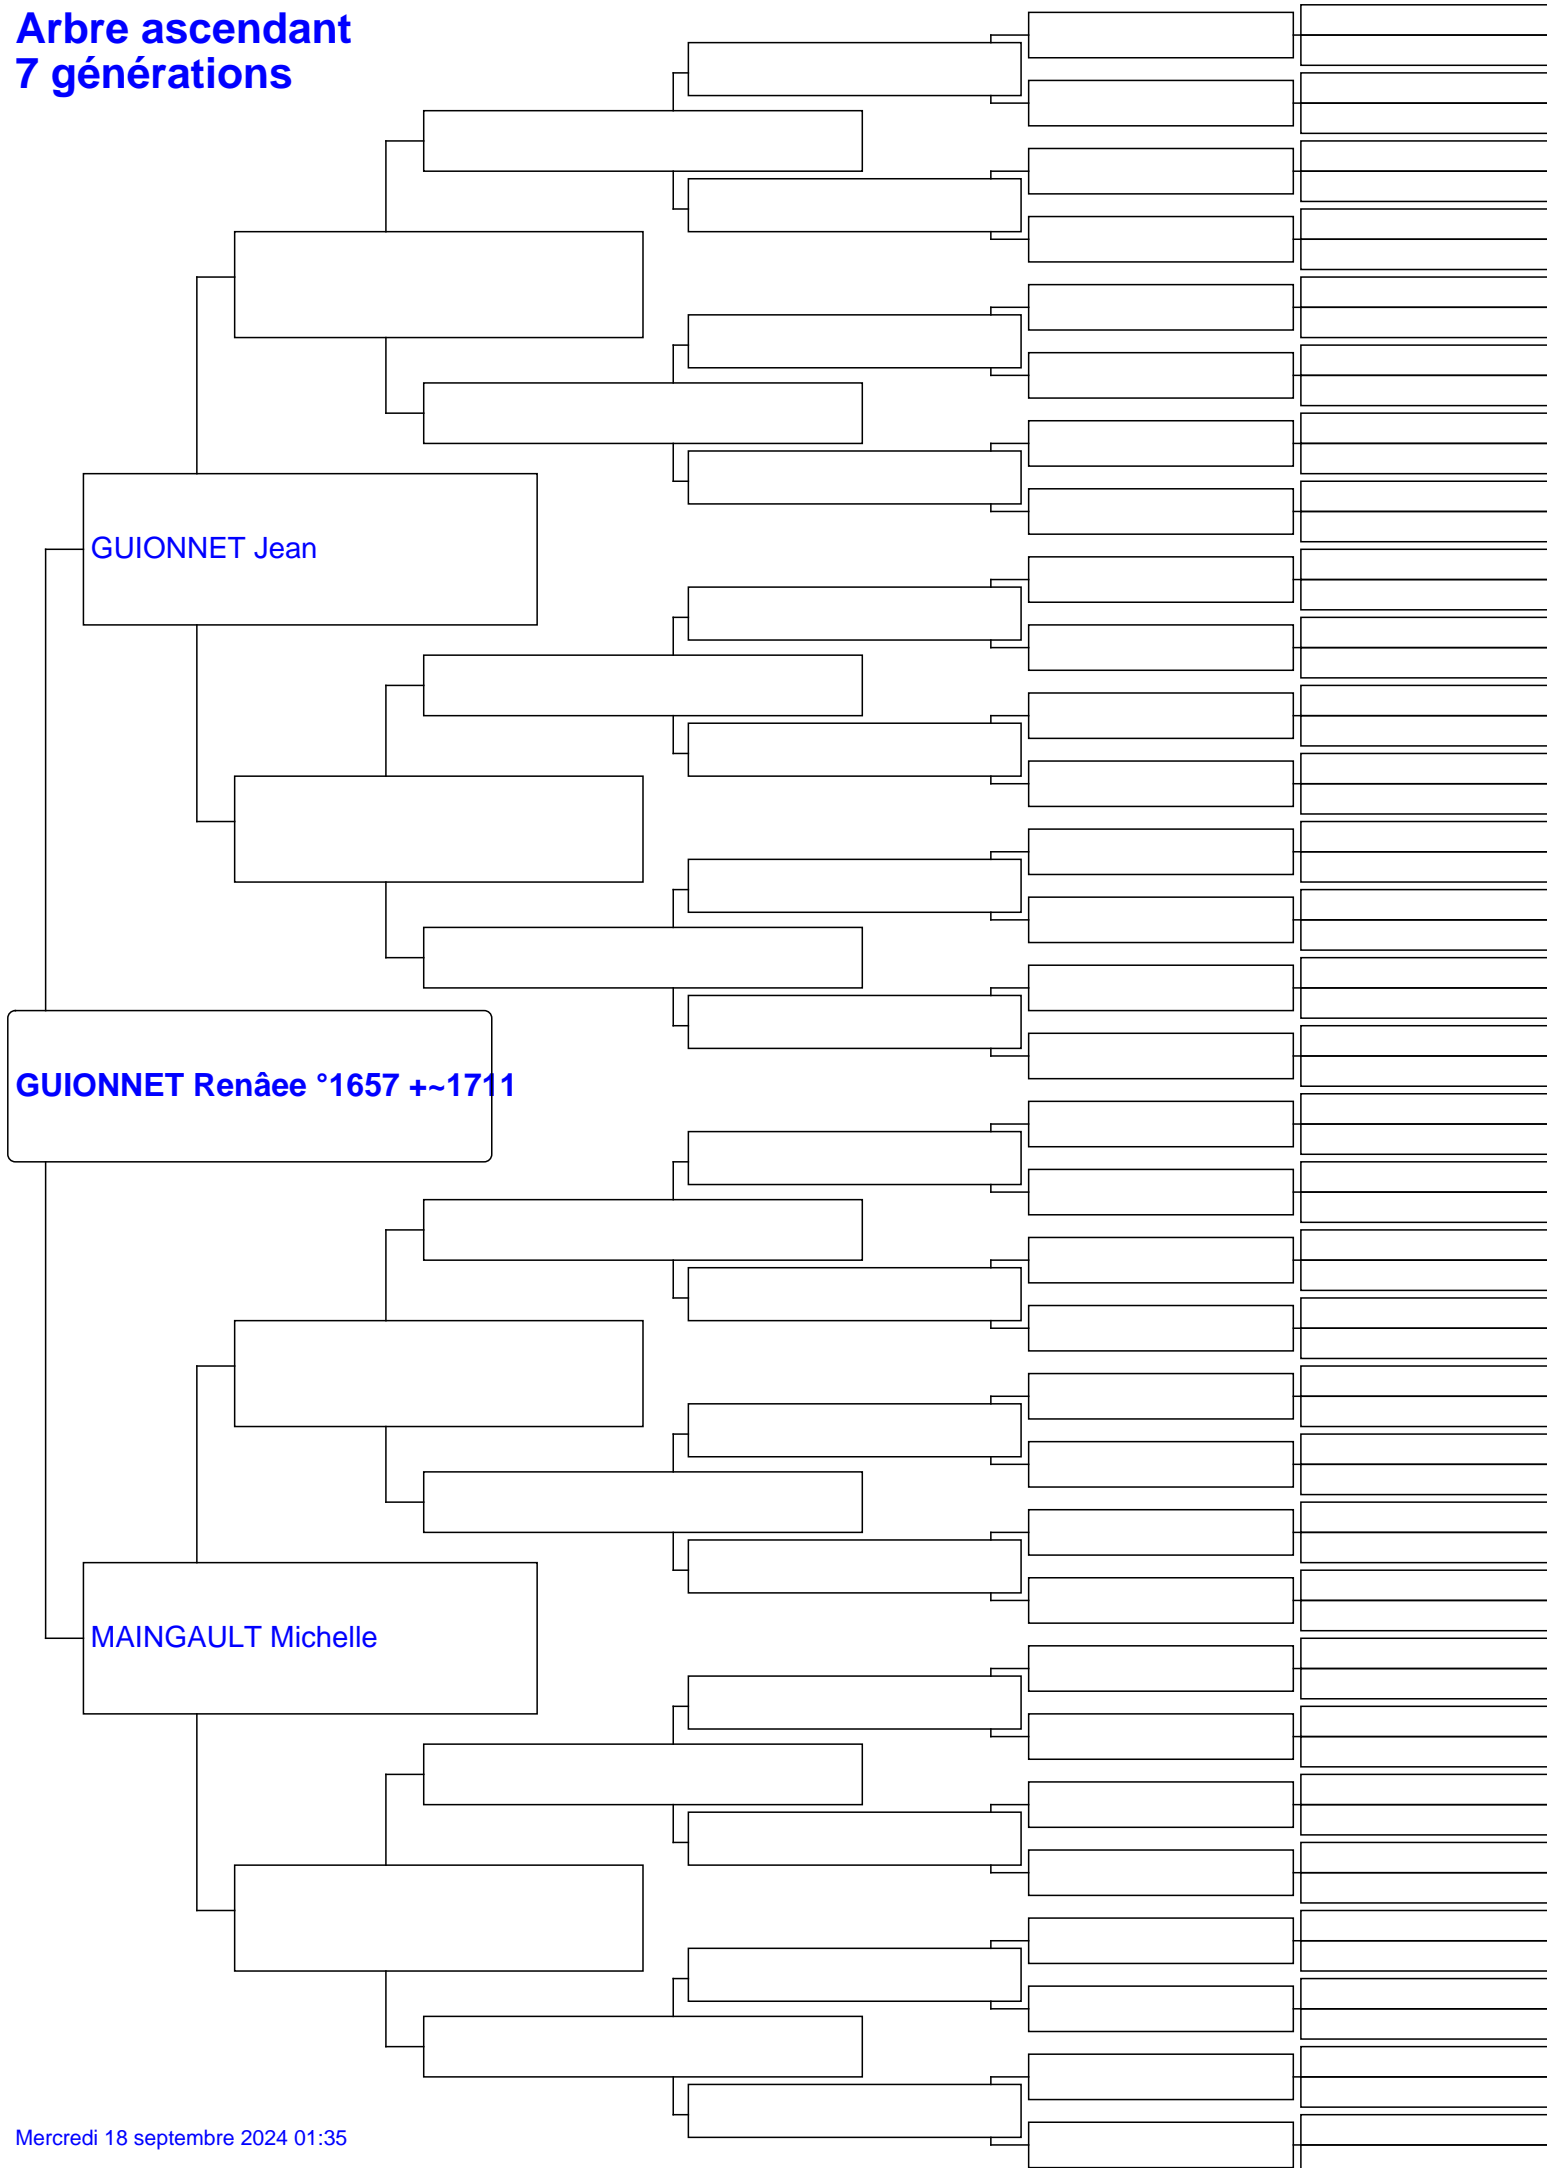 Arbre ascendant
7 générations
GUIONNET Jean
GUIONNET Renâee °1657 +~1711
MAINGAULT Michelle
Mercredi 18 septembre 2024 01:35